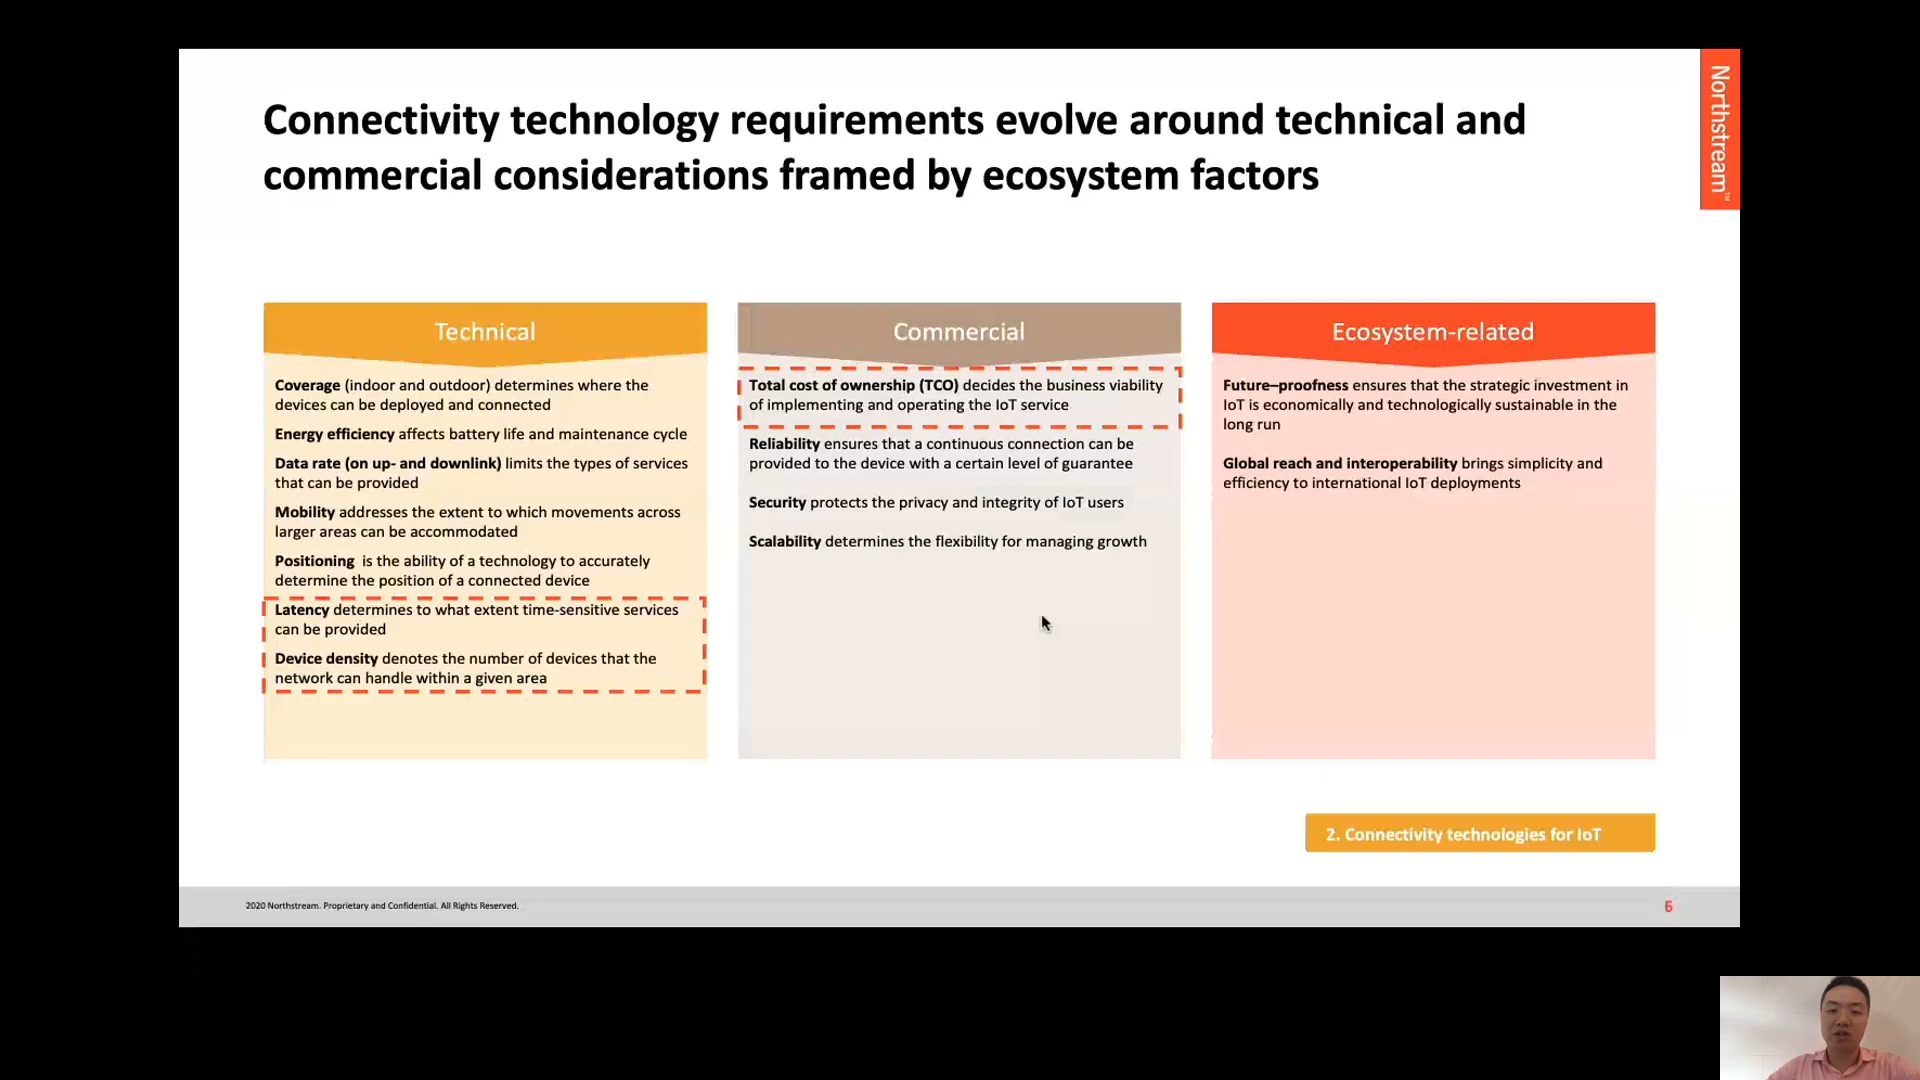 Connectivity technology requirements evolve around technical and
commercial considerations framed by ecosystem factors
Northstream™
Technical
Coverage (indoor and outdoor) determines where the
devices can be deployed and connected
Energy efficiency affects battery life and maintenance cycle
Data rate (on up- and downlink) limits the types of services
that can be provided
Mobility addresses the extent to which movements across
larger areas can be accommodated
Positioning is the ability of a technology to accurately
determine the position of a connected device
Latency determines to what extent time-sensitive services
can be provided
Device density denotes the number of devices that the
network can handle within a given area
Commercial
Total cost of ownership (TCO) decides the business viability
of implementing and operating the IoT service
Reliability ensures that a continuous connection can be
provided to the device with a certain level of guarantee
Security protects the privacy and integrity of IoT users
Scalability determines the flexibility for managing growth
Ecosystem-related
Future–proofness ensures that the strategic investment in
IoT is economically and technologically sustainable in the
long run
Global reach and interoperability brings simplicity and
efficiency to international IoT deployments
2. Connectivity technologies for IoT
2020 Northstream. Proprietary and Confidential. All Rights Reserved.
6